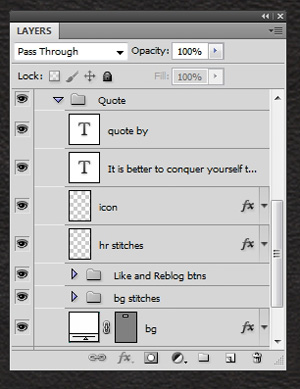 LAYERS
Pass Through Opacity: 100%
Lock: Fill: 100%
Quote
T quote by
T It is better to conquer yourself t...
icon fx
hr stitches fx
Like and Reblog btns
bg stitches
bg fx
fx.